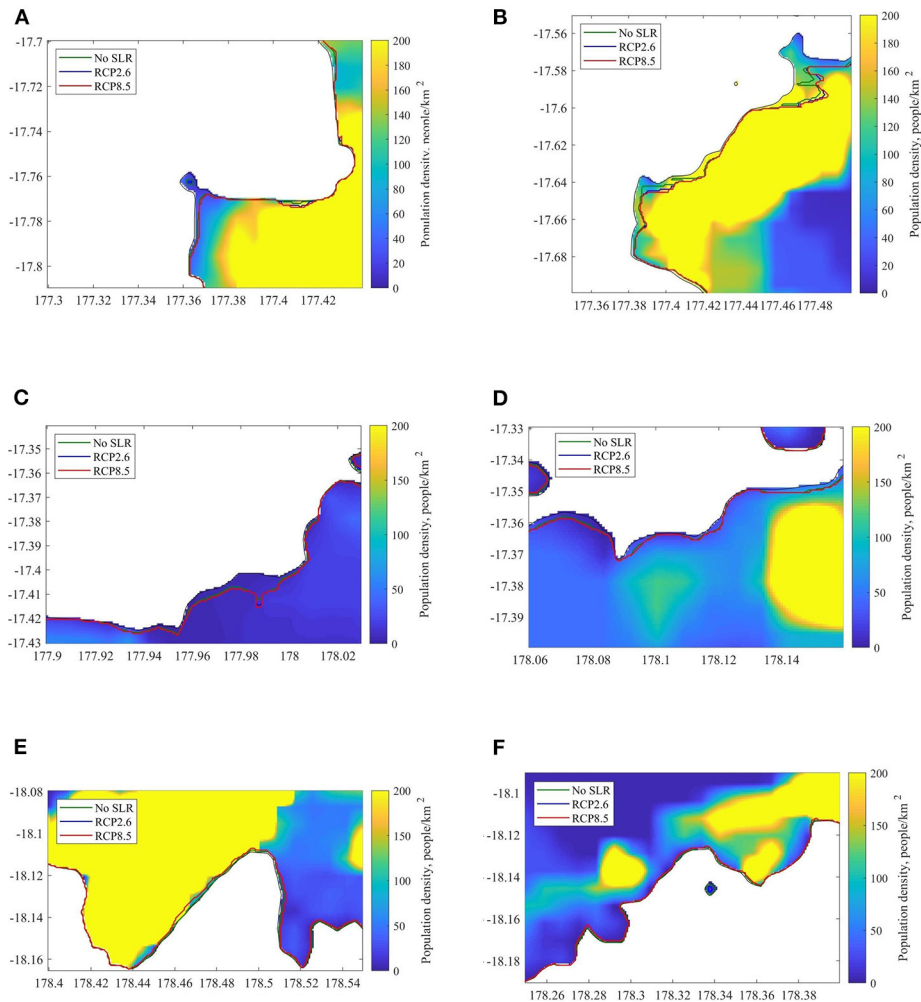 A
-17.7
-17.72
-17.74
-17.76
-17.78
-17.8
No SLR
RCP2.6
RCP8.5
177.3 177.32 177.34 177.36 177.38 177.4 177.42
200
180
160
140
120
100
80
60
40
20
0
Population density, people/km²
B
-17.56
-17.58
-17.6
-17.62
-17.64
-17.66
-17.68
No SLR
RCP2.6
RCP8.5
177.36 177.38 177.4 177.42 177.44 177.46 177.48
200
180
160
140
120
100
80
60
40
20
0
Population density, people/km²
C
-17.35
-17.36
-17.37
-17.38
-17.39
-17.4
-17.41
-17.42
-17.43
No SLR
RCP2.6
RCP8.5
177.9 177.92 177.94 177.96 177.98 178 178.02
200
150
100
50
0
Population density, people/km²
D
-17.33
-17.34
-17.35
-17.36
-17.37
-17.38
-17.39
No SLR
RCP2.6
RCP8.5
178.06 178.08 178.1 178.12 178.14
200
150
100
50
0
Population density, people/km²
E
-18.08
-18.1
-18.12
-18.14
-18.16
No SLR
RCP2.6
RCP8.5
178.4 178.42 178.44 178.46 178.48 178.5 178.52 178.54
200
150
100
50
0
Population density, people/km²
F
-18.1
-18.12
-18.14
-18.16
-18.18
No SLR
RCP2.6
RCP8.5
178.26 178.28 178.3 178.32 178.34 178.36 178.38
200
150
100
50
0
Population density, people/km²